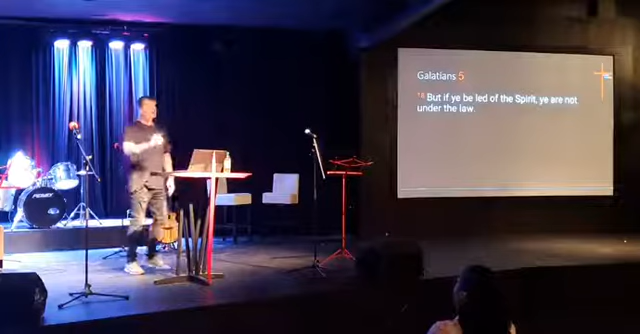 Galatians 5
18 But if ye be led of the Spirit, ye are not
under the law.